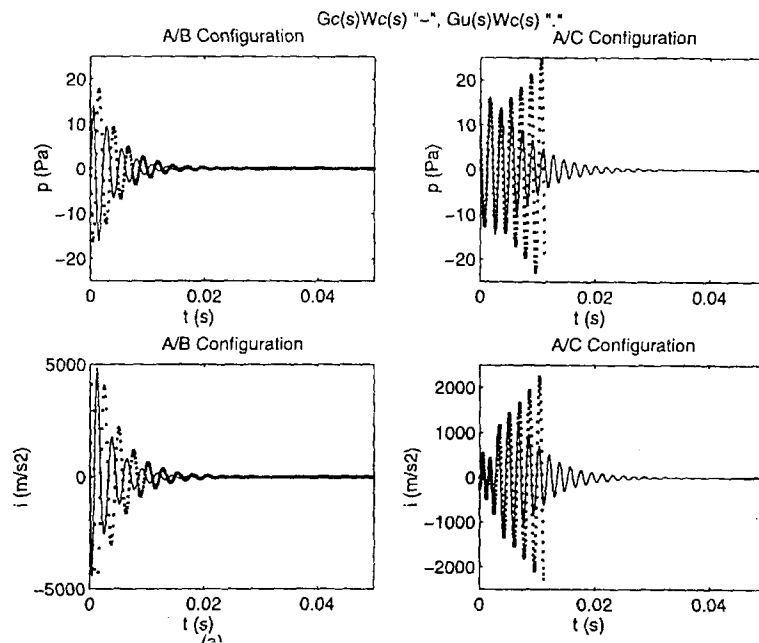 Gc(s)Wc(s) "-", Gu(s)Wc(s) "."
A/B Configuration
A/C Configuration
p (Pa)
20
10
0
-10
-20
0
0.02
0.04
t (s)
p (Pa)
20
10
0
-10
-20
0
0.02
0.04
t (s)
A/B Configuration
A/C Configuration
i (m/s2)
5000
0
-5000
0
0.02
0.04
t (s)
i (m/s2)
2000
1000
0
-1000
-2000
0
0.02
0.04
t (s)
(a)